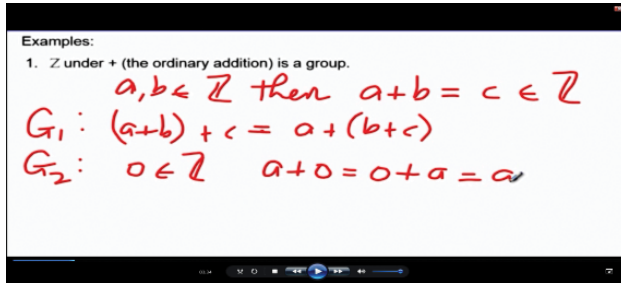 Examples:
1. ℤ under + (the ordinary addition) is a group.
a, b ∈ ℤ then a + b = c ∈ ℤ
G₁ : (a+b) + c = a + (b+c)
G₂ : 0 ∈ ℤ a + 0 = 0 + a = a